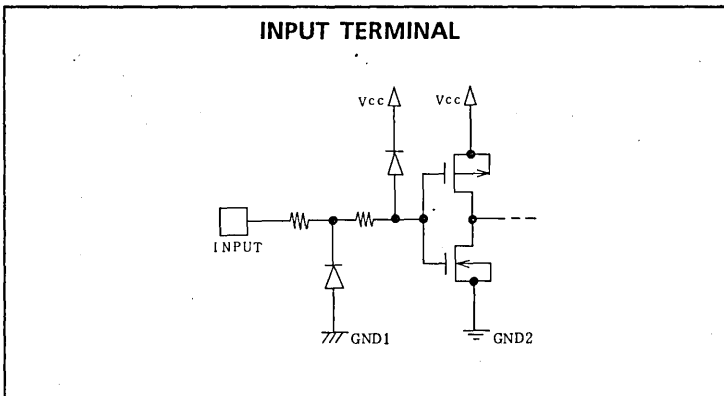 INPUT TERMINAL
Vcc Vcc
INPUT
GND1 GND2